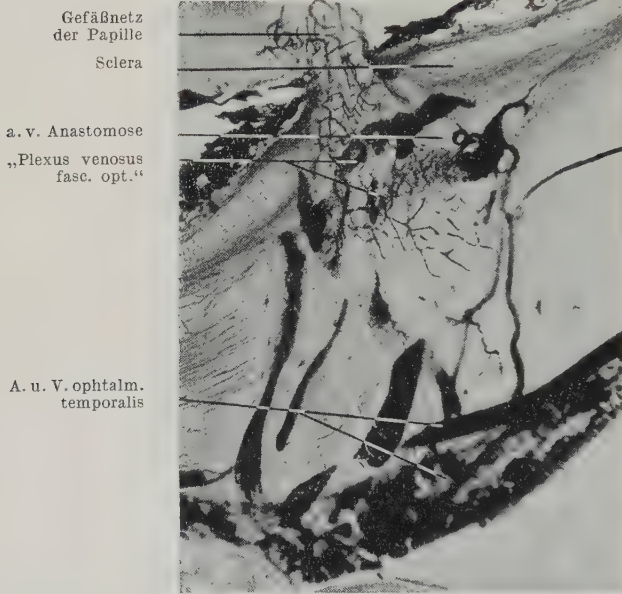 Gefäßnetz
der Papille
Sclera
a. v. Anastomose
„Plexus venosus
fasc. opt.“
A. u. V. ophtalm.
temporalis